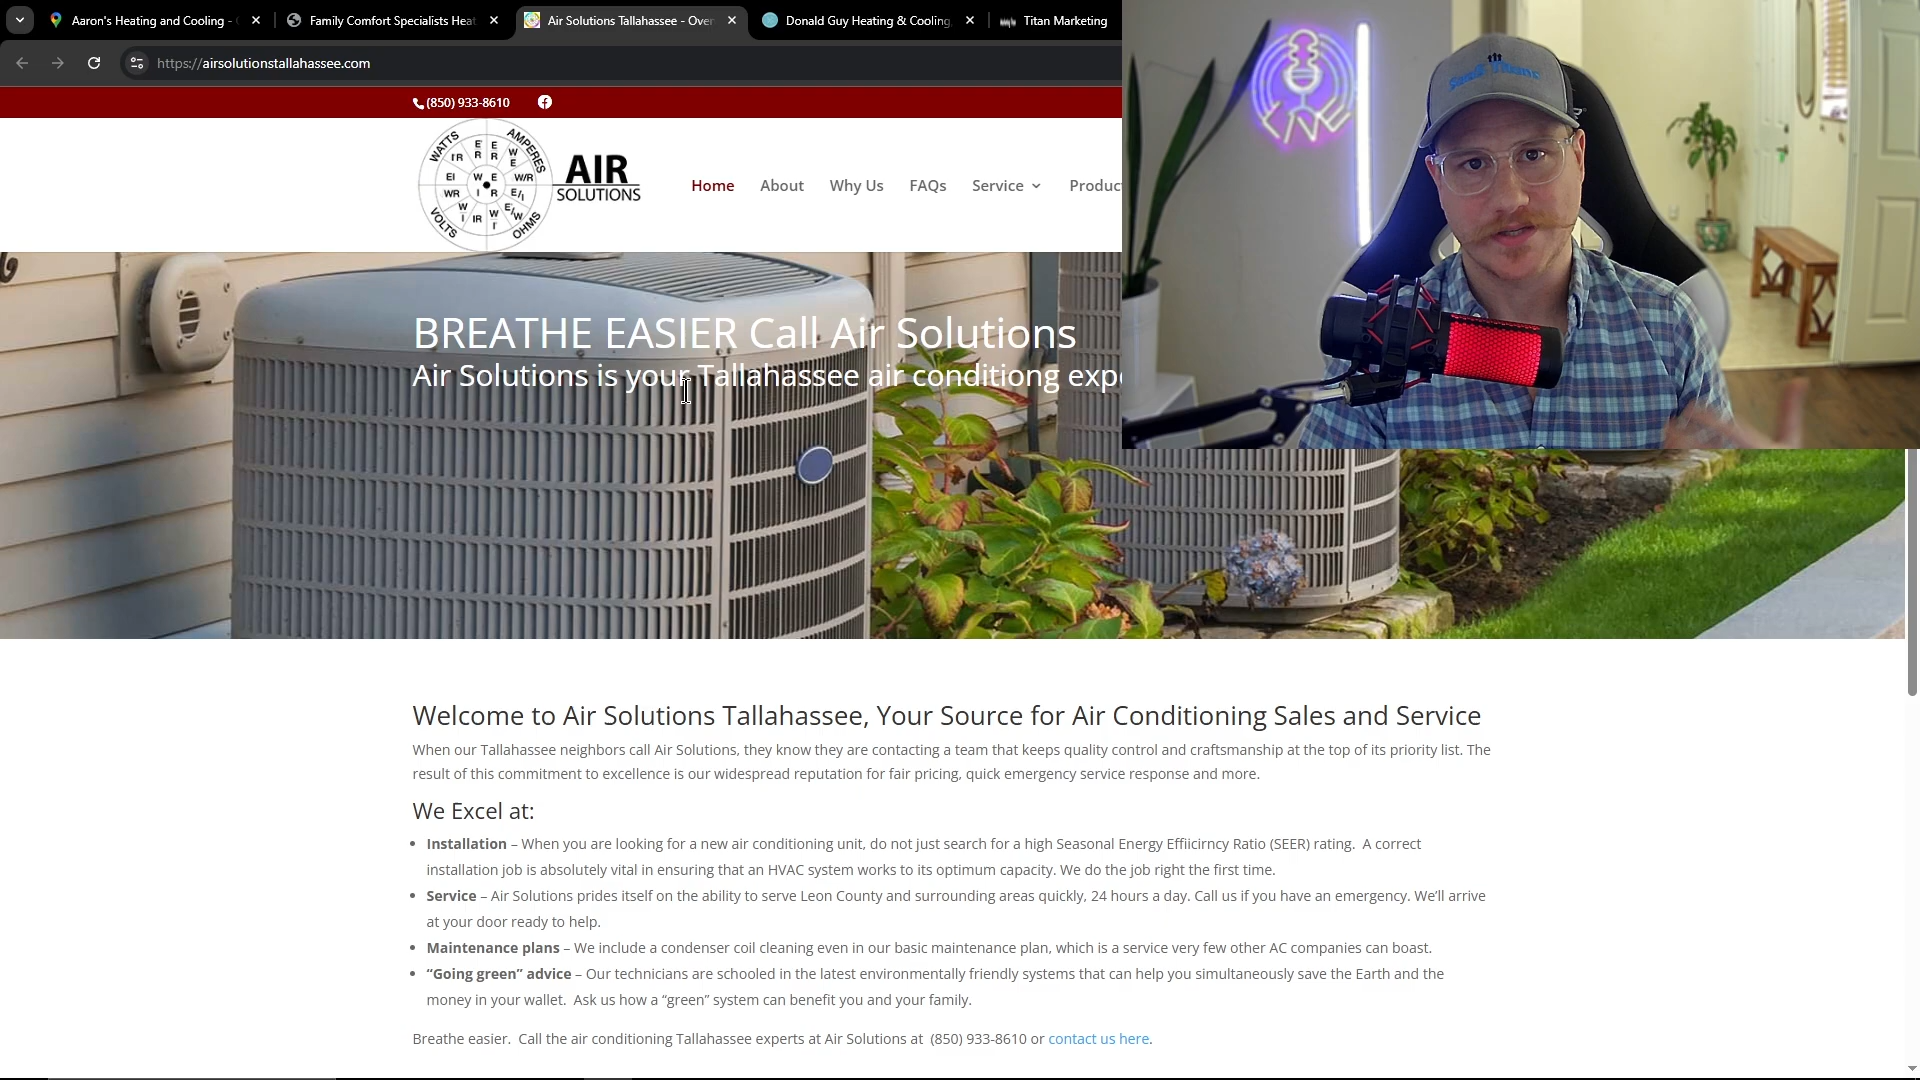 Aaron's Heating and Cooling -
Family Comfort Specialists Hea
Air Solutions Tallahassee - Over
Donald Guy Heating & Cooling,
Titan Marketing
https://airsolutionstallahassee.com
(850) 933-8610
WATTS
AMPERES
VOLTS
OHMS
AIR
SOLUTIONS
Home
About
Why Us
FAQs
Service
Produc
LIVE
BREATHE EASIER Call Air Solutions
Air Solutions is your Tallahassee air conditiong exp
Welcome to Air Solutions Tallahassee, Your Source for Air Conditioning Sales and Service
When our Tallahassee neighbors call Air Solutions, they know they are contacting a team that keeps quality control and craftsmanship at the top of its priority list. The
result of this commitment to excellence is our widespread reputation for fair pricing, quick emergency service response and more.
We Excel at:
Installation – When you are looking for a new air conditioning unit, do not just search for a high Seasonal Energy Effiicirncy Ratio (SEER) rating. A correct
installation job is absolutely vital in ensuring that an HVAC system works to its optimum capacity. We do the job right the first time.
Service – Air Solutions prides itself on the ability to serve Leon County and surrounding areas quickly, 24 hours a day. Call us if you have an emergency. We'll arrive
at your door ready to help.
Maintenance plans – We include a condenser coil cleaning even in our basic maintenance plan, which is a service very few other AC companies can boast.
“Going green” advice – Our technicians are schooled in the latest environmentally friendly systems that can help you simultaneously save the Earth and the
money in your wallet. Ask us how a “green” system can benefit you and your family.
Breathe easier. Call the air conditioning Tallahassee experts at Air Solutions at (850) 933-8610 or contact us here.